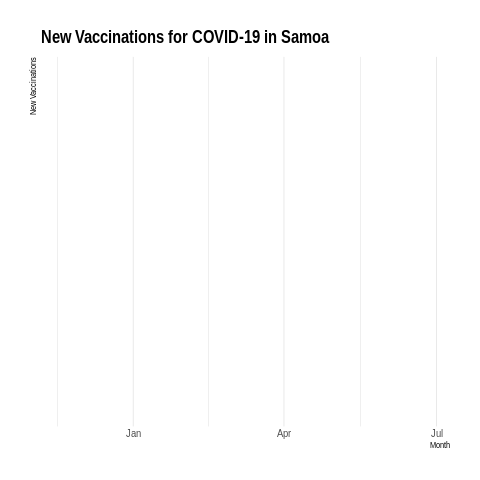 New Vaccinations for COVID-19 in Samoa
New Vaccinations
Jan Apr Jul
Month